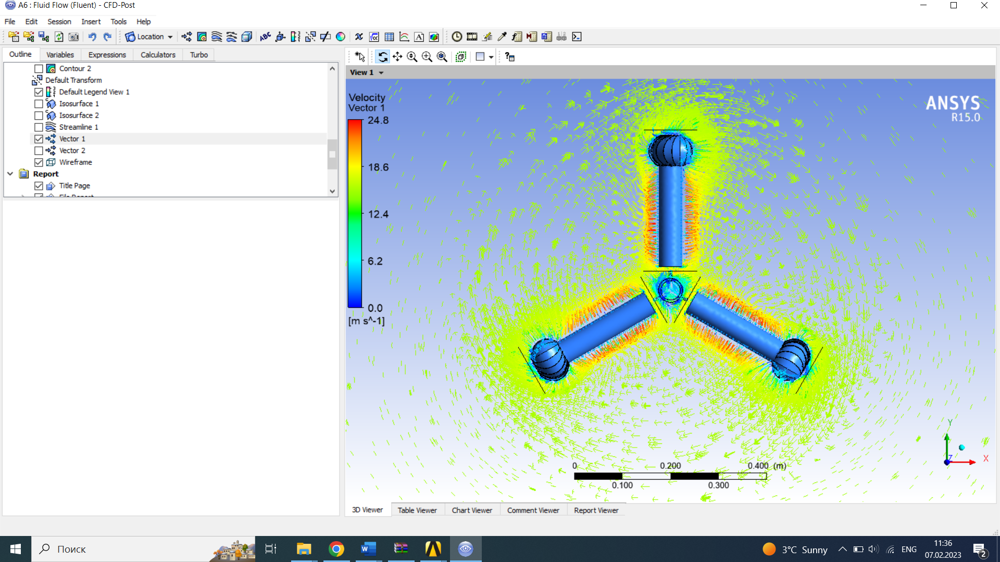 A6 : Fluid Flow (Fluent) - CFD-Post
File Edit Session Insert Tools Help
Location
Outline Variables Expressions Calculators Turbo
Contour 2
Default Transform
Default Legend View 1
Isosurface 1
Isosurface 2
Streamline 1
Vector 1
Vector 2
Wireframe
Report
Title Page
File Report
View 1
Velocity
Vector 1
24.8
18.6
12.4
6.2
0.0
[m s^-1]
ANSYS
R15.0
Y
X
Z
0 0.200 0.400 (m)
0.100 0.300
3D Viewer Table Viewer Chart Viewer Comment Viewer Report Viewer
Поиск
3°C Sunny
ENG
11:36
07.02.2023
2